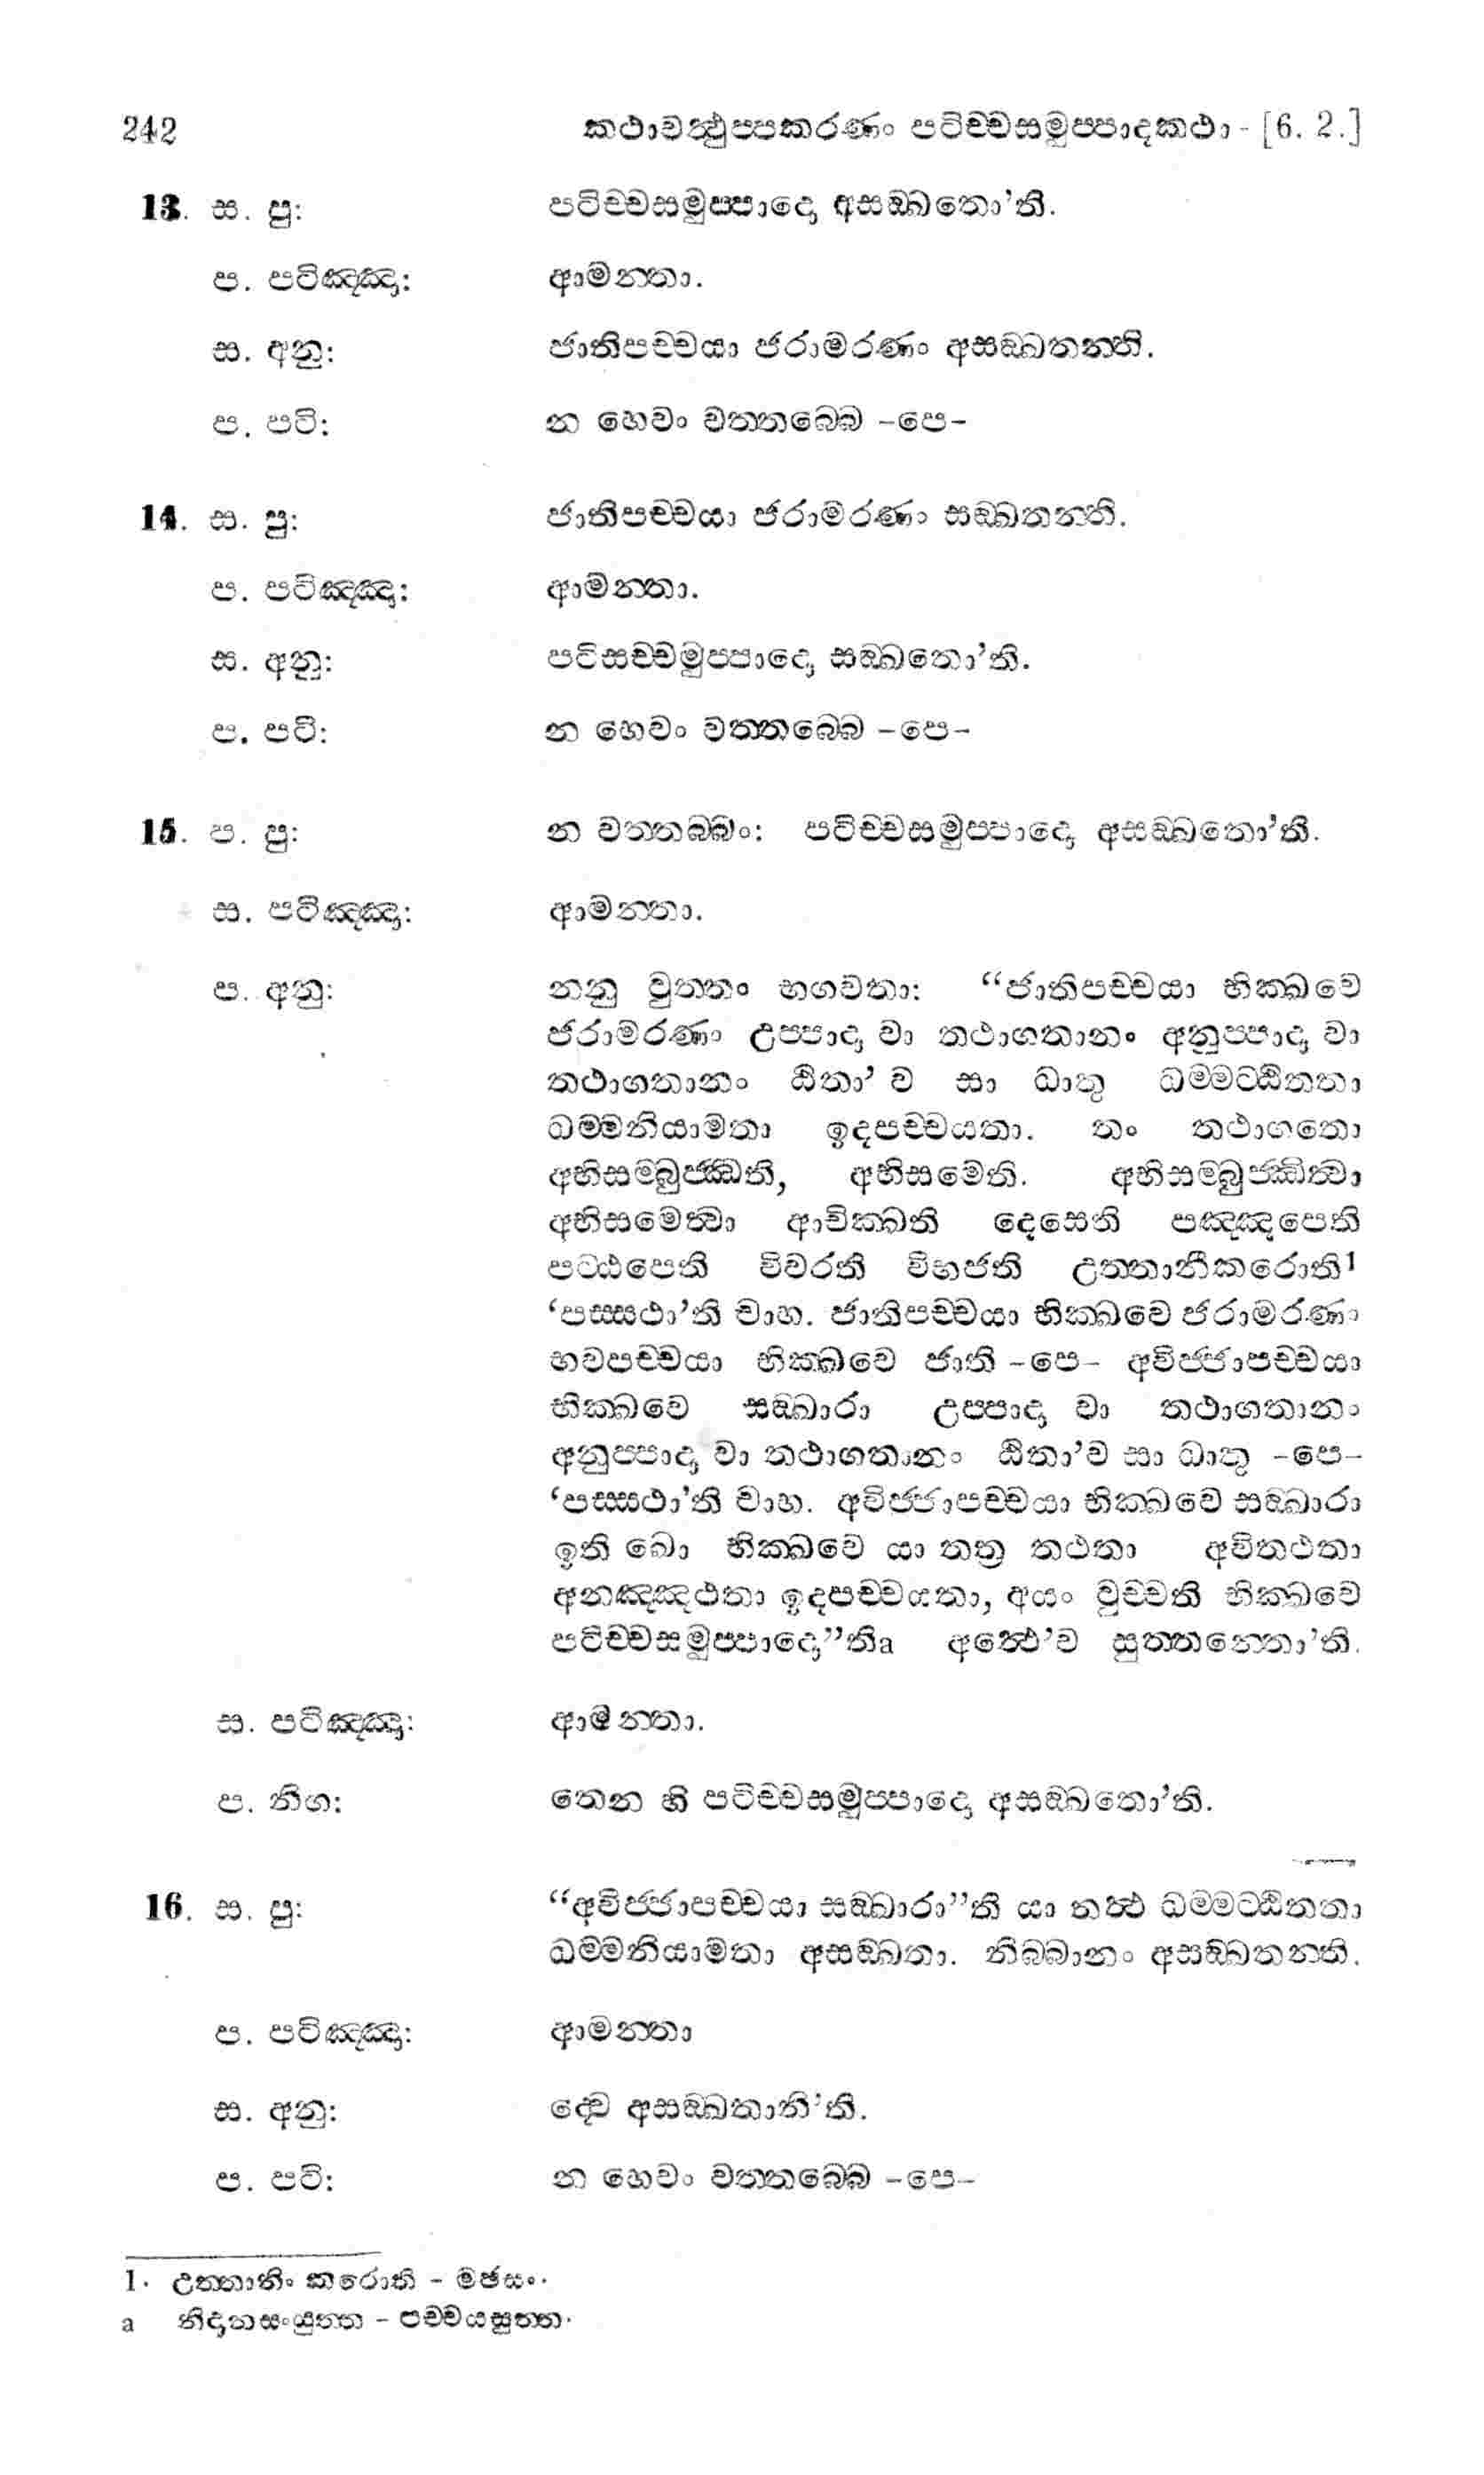 242 කථාවත්‍ථුප්පකරණං පටිච්චසමුප්පාදකථා - [6. 2.]
13. ස. පු: පටිච්චසමුප්පාදො අසඞ්ඛතො'ති.
ප. පටිඤ්ඤා: ආමන්තා.
ස. අනු: ජාතිපච්චයා ජරාමරණං අසඞ්ඛතන්ති.
ප. පටි: න හෙවං වත්තබ්බෙ -පෙ-
14. ස. පු: ජාතිපච්චයා ජරාමරණං සඞ්ඛතන්ති.
ප. පටිඤ්ඤා: ආමන්තා.
ස. අනු: පටිසච්චමුප්පාදො සඞ්ඛතො'ති.
ප. පටි: න හෙවං වත්තබ්බෙ -පෙ-
15. ප. පු: න වත්තබ්බං: පටිච්චසමුප්පාදො අසඞ්ඛතො'ති.
ස. පටිඤ්ඤා: ආමන්තා.
ප. අනු: නනු වුත්තං භගවතා: “ජාතිපච්චයා භික්ඛවෙ
ජරාමරණං උප්පාදා වා තථාගතානං අනුප්පාදා වා
තථාගතානං ඨිතා' ව සා ධාතු ධම්මට්ඨිතතා
ධම්මනියාමතා ඉදපච්චයතා. තං තථාගතො
අභිසම්බුජ්ඣති, අභිසමෙති. අභිසම්බුජ්ඣිත්‍වා
අභිසමෙත්‍වා ආචික්ඛති දෙසෙති පඤ්ඤපෙති
පට්ඨපෙති විවරති විභජති උත්තානීකරොති1
‘පස්සථා’ති චාහ. ජාතිපච්චයා භික්ඛවෙ ජරාමරණං
භවපච්චයා භික්ඛවෙ ජාති -පෙ- අවිජ්ජාපච්චයා
භික්ඛවෙ සඞ්ඛාරා උප්පාදා වා තථාගතානං
අනුප්පාදා වා තථාගතානං ඨිතා'ව සා ධාතු -පෙ-
‘පස්සථා’ති චාහ. අවිජ්ජාපච්චයා භික්ඛවෙ සඞ්ඛාරා
ඉති ඛො භික්ඛවෙ යා තත්‍ර තථතා අවිතථතා
අනඤ්ඤථතා ඉදපච්චයතා, අයං වුච්චති භික්ඛවෙ
පටිච්චසමුප්පාදො”තිa අත්‍ථෙ'ව සුත්තන්තො'ති.
ස. පටිඤ්ඤා: ආමන්තා.
ප. නිග: තෙන හි පටිච්චසමුප්පාදො අසඞ්ඛතො'ති.
16. ස. පු: “අවිජ්ජාපච්චයා සඞ්ඛාරා”ති යා තත්‍ථ ධම්මට්ඨිතතා
ධම්මනියාමතා අසඞ්ඛතා. නිබ්බානං අසඞ්ඛතන්ති.
ප. පටිඤ්ඤා: ආමන්තා
ස. අනු: ද්වෙ අසඞ්ඛතානි'ති.
ප. පටි: න හෙවං වත්තබ්බෙ -පෙ-
1. උත්තානිං කරොති - මඡසං.
a නිදානසංයුත්ත - පච්චයසුත්ත.